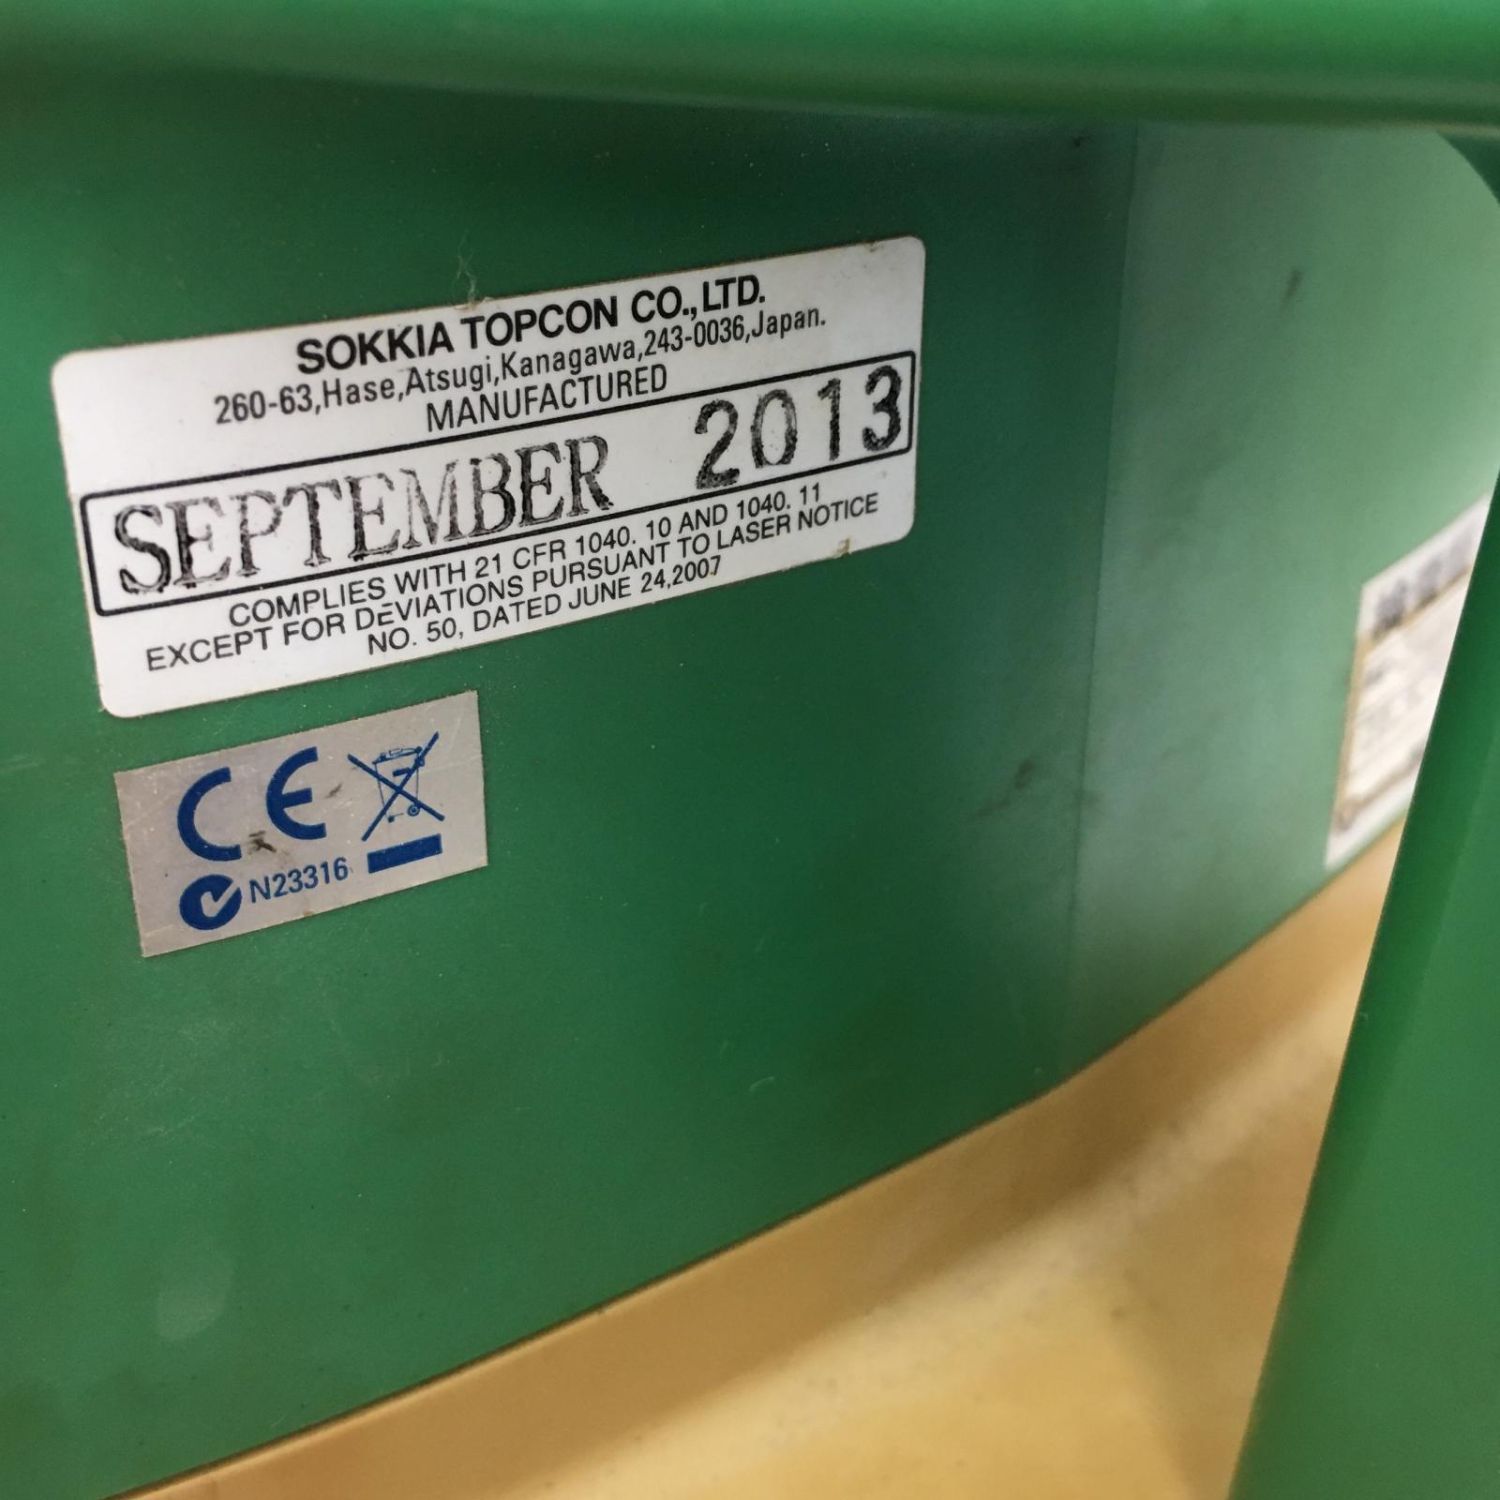 SOKKIA TOPCON CO.,LTD.
260-63,Hase,Atsugi,Kanagawa,243-0036,Japan.
MANUFACTURED
SEPTEMBER 2013
COMPLIES WITH 21 CFR 1040. 10 AND 1040. 11
EXCEPT FOR DEVIATIONS PURSUANT TO LASER NOTICE
NO. 50, DATED JUNE 24,2007
CE
N23316